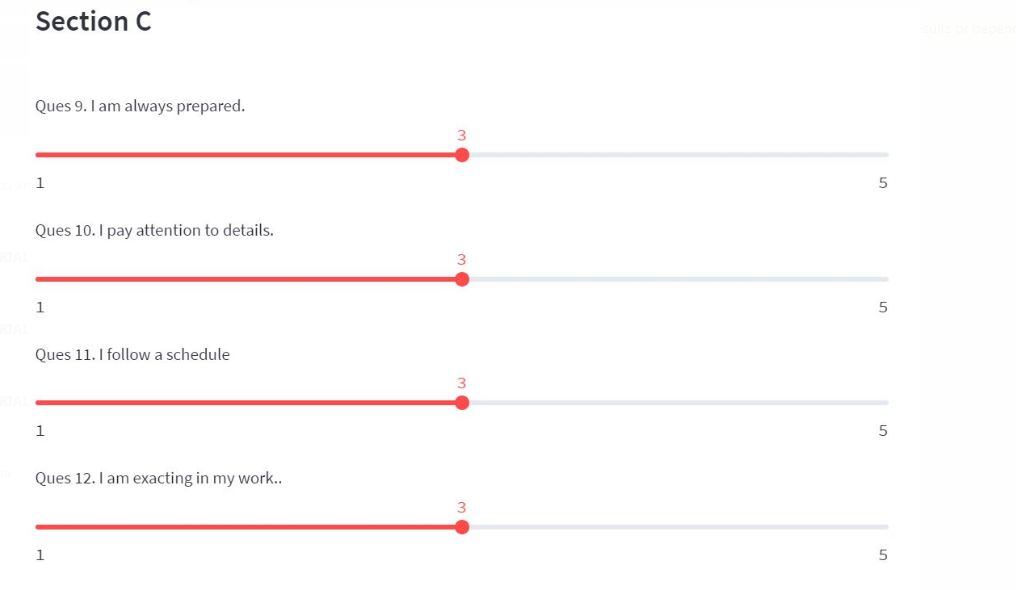 Section C
Ques 9. I am always prepared.
3
1 5
Ques 10. I pay attention to details.
3
1 5
Ques 11. I follow a schedule
3
1 5
Ques 12. I am exacting in my work..
3
1 5